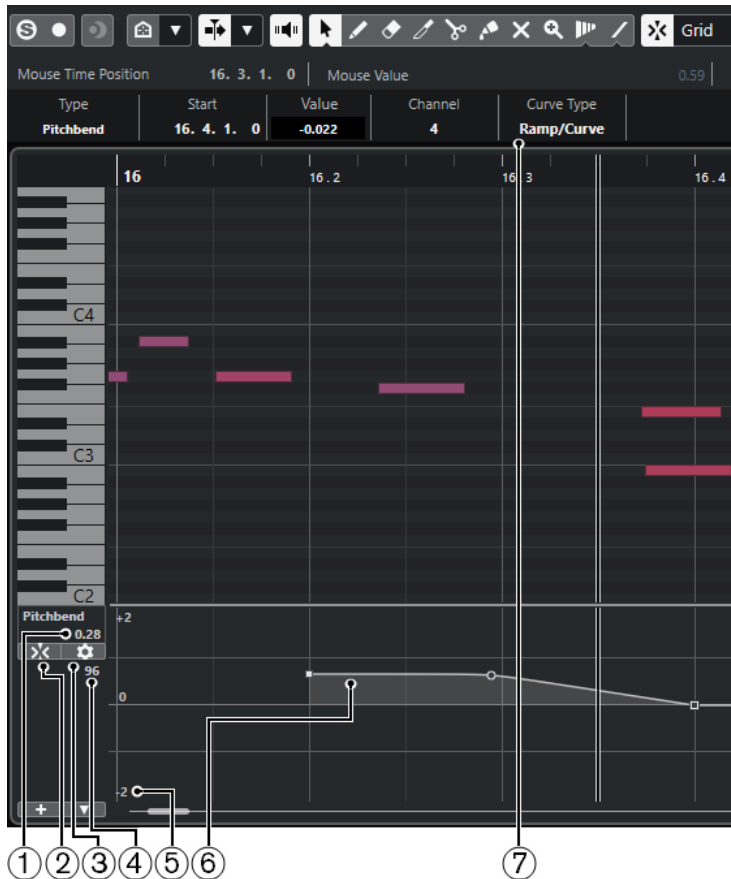 Grid
Mouse Time Position 16. 3. 1. 0 Mouse Value 0.59
Type Start Value Channel Curve Type
Pitchbend 16. 4. 1. 0 -0.022 4 Ramp/Curve
16 16.2 16.3 16.4
C4
C3
C2
Pitchbend +2
0.28
96
0
-2
1 2 3 4 5 6 7